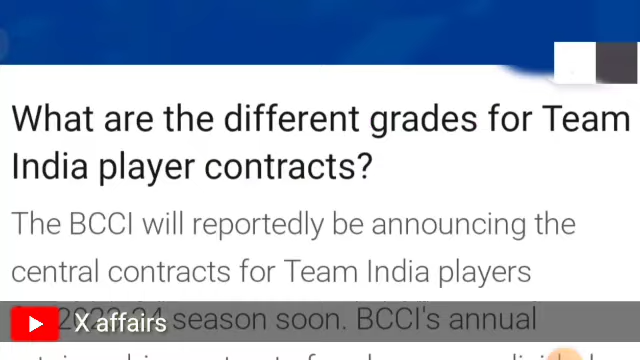 What are the different grades for Team
India player contracts?
The BCCI will reportedly be announcing the
central contracts for Team India players
season soon. BCCI's annual
X affairs